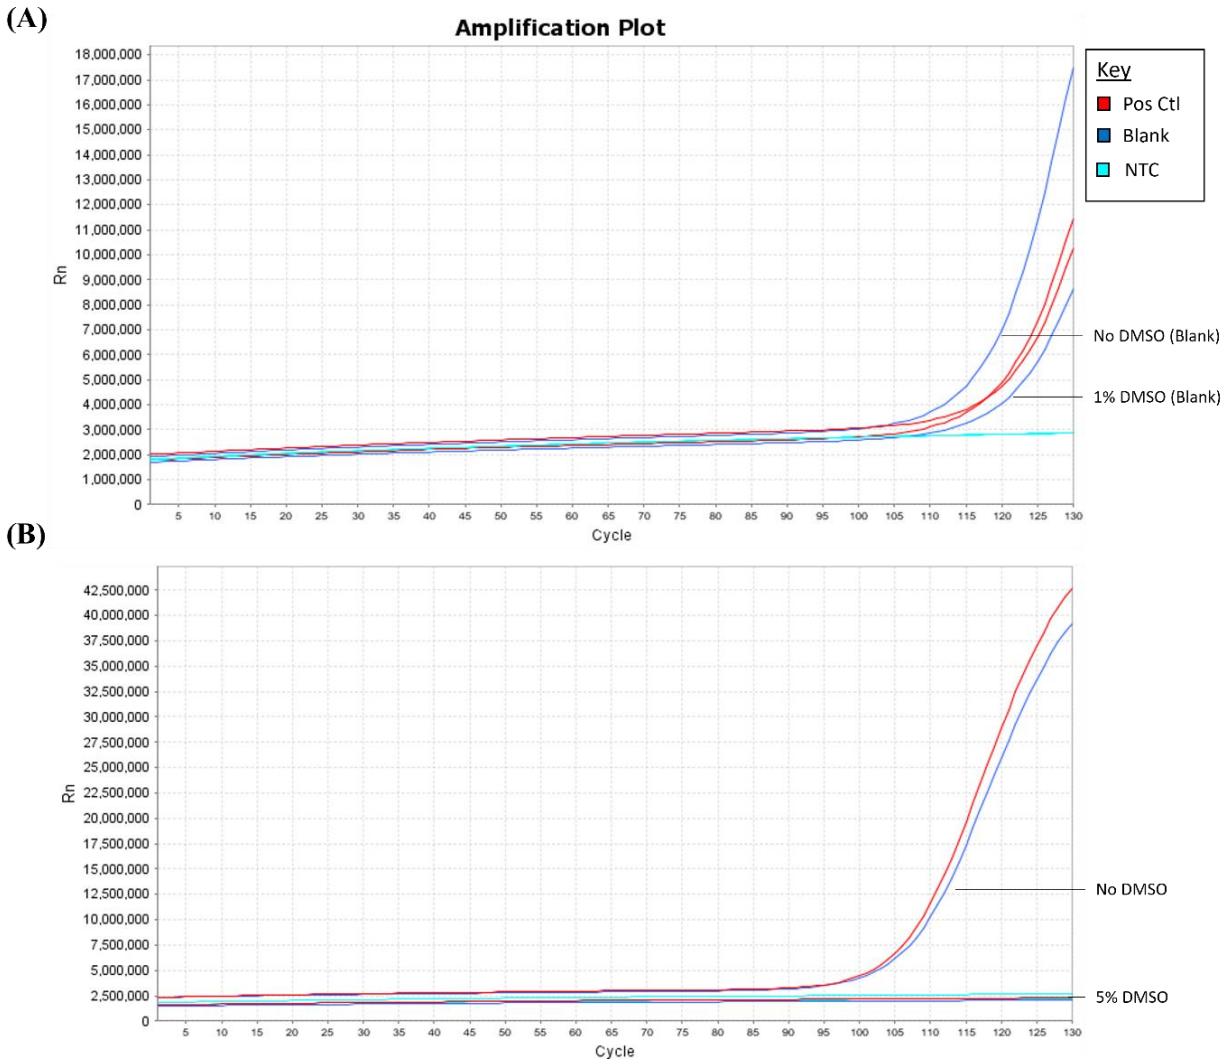 (A)
Amplification Plot
18,000,000
17,000,000
16,000,000
15,000,000
14,000,000
13,000,000
12,000,000
11,000,000
10,000,000
9,000,000
8,000,000
7,000,000
6,000,000
5,000,000
4,000,000
3,000,000
2,000,000
1,000,000
0
Rn
5 10 15 20 25 30 35 40 45 50 55 60 65 70 75 80 85 90 95 100 105 110 115 120 125 130
Cycle
Key
Pos Ctl
Blank
NTC
No DMSO (Blank)
1% DMSO (Blank)
(B)
42,500,000
40,000,000
37,500,000
35,000,000
32,500,000
30,000,000
27,500,000
25,000,000
22,500,000
20,000,000
17,500,000
15,000,000
12,500,000
10,000,000
7,500,000
5,000,000
2,500,000
0
Rn
5 10 15 20 25 30 35 40 45 50 55 60 65 70 75 80 85 90 95 100 105 110 115 120 125 130
Cycle
No DMSO
5% DMSO